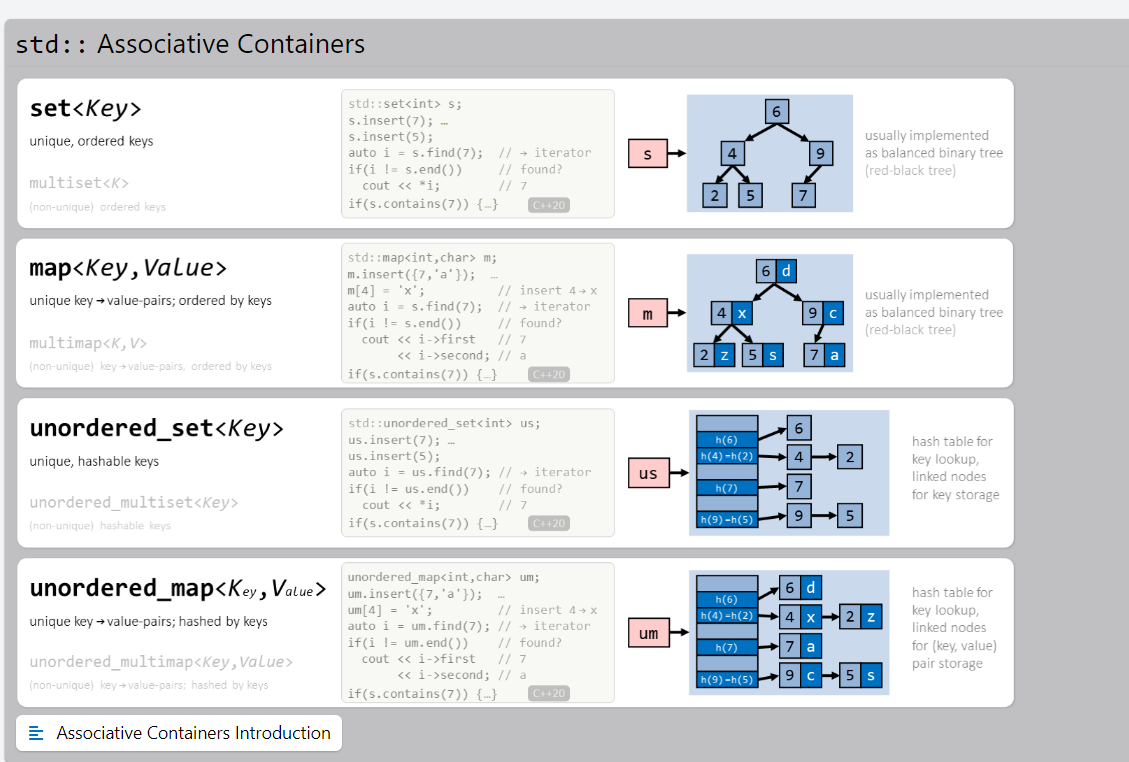 std:: Associative Containers
set<Key>
unique, ordered keys
multiset<K>
(non-unique) ordered keys
std::set<int> s;
s.insert(7); …
s.insert(5);
auto i = s.find(7); // → iterator
if(i != s.end()) // found?
cout << *i; // 7
if(s.contains(7)) {…} C++20
s
6
4 9
2 5 7
usually implemented
as balanced binary tree
(red-black tree)
map<Key,Value>
unique key→value-pairs; ordered by keys
multimap<K,V>
(non-unique) key→value-pairs, ordered by keys
std::map<int,char> m;
m.insert({7,'a'}); …
m[4] = 'x'; // insert 4→x
auto i = s.find(7); // → iterator
if(i != s.end()) // found?
cout << i->first // 7
<< i->second; // a
if(s.contains(7)) {…} C++20
m
6 d
4 x 9 c
2 z 5 s 7 a
usually implemented
as balanced binary tree
(red-black tree)
unordered_set<Key>
unique, hashable keys
unordered_multiset<Key>
(non-unique) hashable keys
std::unordered_set<int> us;
us.insert(7); …
us.insert(5);
auto i = us.find(7); // → iterator
if(i != us.end()) // found?
cout << *i; // 7
if(s.contains(7)) {…} C++20
us
h(6) 6
h(4)=h(2) 4 2
h(7) 7
h(9)=h(5) 9 5
hash table for
key lookup,
linked nodes
for key storage
unordered_map<Key,Value>
unique key→value-pairs; hashed by keys
unordered_multimap<Key,Value>
(non-unique) key→value-pairs; hashed by keys
unordered_map<int,char> um;
um.insert({7,'a'}); …
um[4] = 'x'; // insert 4→x
auto i = um.find(7); // → iterator
if(i != um.end()) // found?
cout << i->first // 7
<< i->second; // a
if(s.contains(7)) {…} C++20
um
h(6) 6 d
h(4)=h(2) 4 x 2 z
h(7) 7 a
h(9)=h(5) 9 c 5 s
hash table for
key lookup,
linked nodes
for (key, value)
pair storage
Associative Containers Introduction